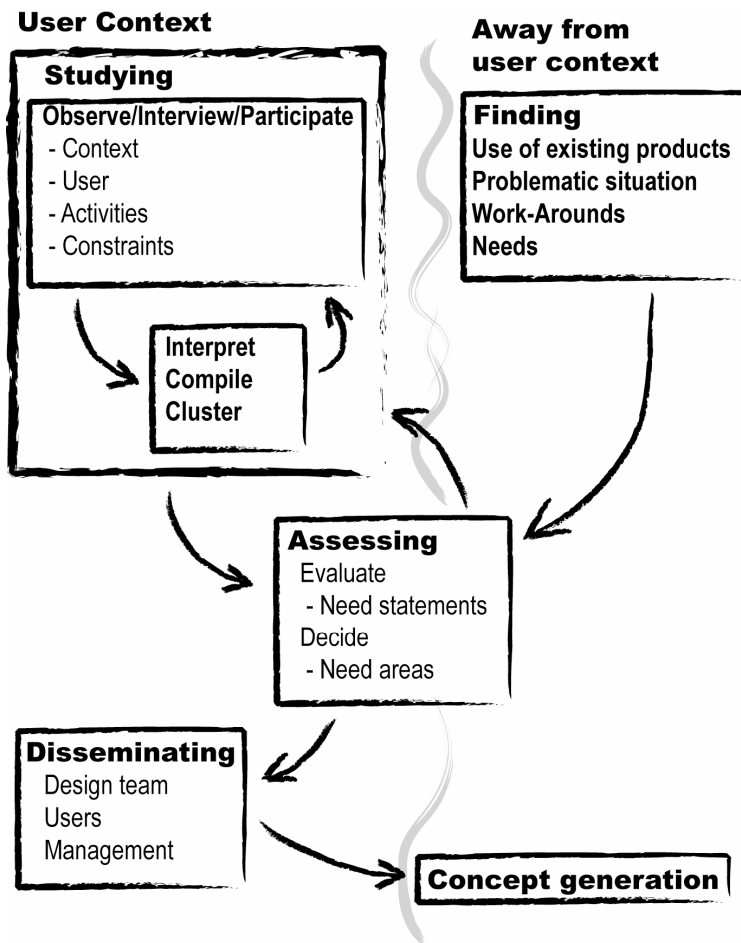 User Context
Studying
Observe/Interview/Participate
- Context
- User
- Activities
- Constraints
Interpret
Compile
Cluster
Away from
user context
Finding
Use of existing products
Problematic situation
Work-Arounds
Needs
Assessing
Evaluate
- Need statements
Decide
- Need areas
Disseminating
Design team
Users
Management
Concept generation